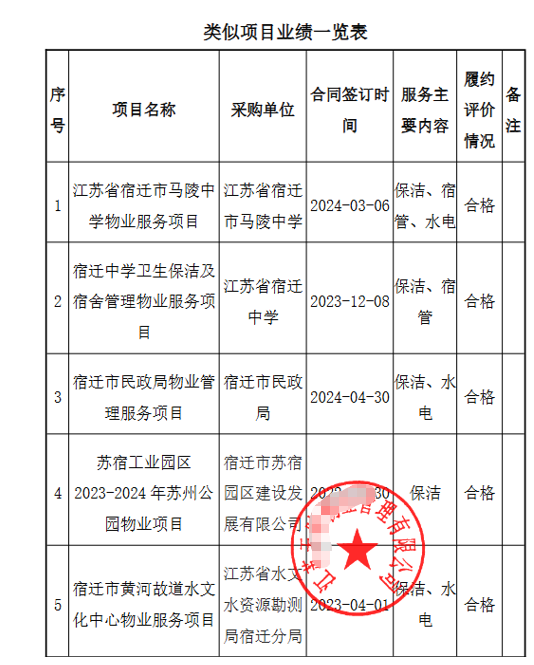 类似项目业绩一览表
序号 项目名称 采购单位 合同签订时间 服务主要内容 履约评价情况 备注
1 江苏省宿迁市马陵中学物业服务项目 江苏省宿迁市马陵中学 2024-03-06 保洁、宿管、水电 合格
2 宿迁中学卫生保洁及宿舍管理物业服务项目 江苏省宿迁中学 2023-12-08 保洁、宿管 合格
3 宿迁市民政局物业管理服务项目 宿迁市民政局 2024-04-30 保洁、水电 合格
4 苏宿工业园区2023-2024年苏州公园物业项目 宿迁市苏宿园区建设发展有限公司 保洁 合格
5 宿迁市黄河故道水文化中心物业服务项目 江苏省水文水资源勘测局宿迁分局 2023-04-01 保洁、水电 合格
江苏 物业管理有限公司